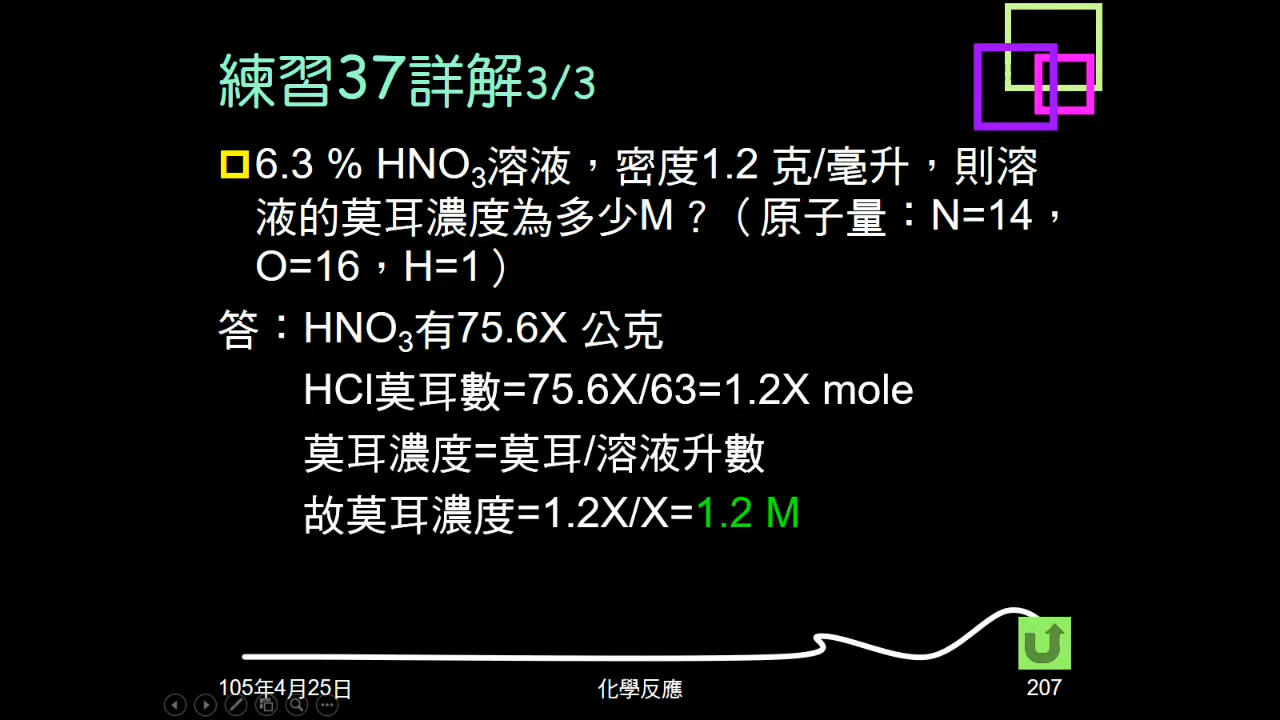 練習37詳解3/3
6.3 % HNO₃溶液，密度1.2 克/毫升，則溶
液的莫耳濃度為多少M？（原子量：N=14，
O=16，H=1）
答：HNO₃有75.6X 公克
HCl莫耳數=75.6X/63=1.2X mole
莫耳濃度=莫耳/溶液升數
故莫耳濃度=1.2X/X=1.2 M
105年4月25日
化學反應
207